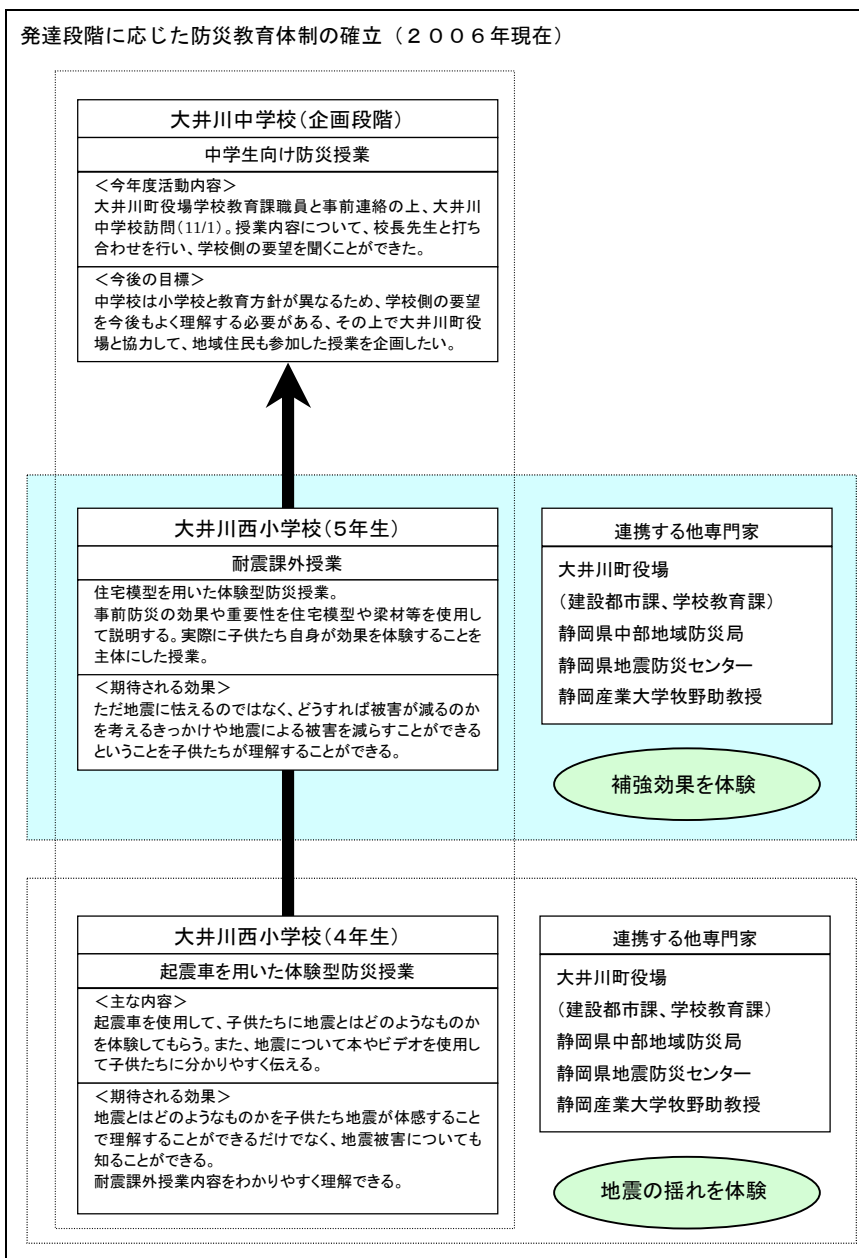 発達段階に応じた防災教育体制の確立（２００６年現在）
大井川中学校（企画段階）
中学生向け防災授業
＜今年度活動内容＞
大井川町役場学校教育課職員と事前連絡の上、大井川
中学校訪問（11/1）。授業内容について、校長先生と打ち
合わせを行い、学校側の要望を聞くことができた。
＜今後の目標＞
中学校は小学校と教育方針が異なるため、学校側の要望
を今後もよく理解する必要がある、その上で大井川町役
場と協力して、地域住民も参加した授業を企画したい。
大井川西小学校（５年生）
耐震課外授業
住宅模型を用いた体験型防災授業。
事前防災の効果や重要性を住宅模型や梁材等を使用し
て説明する。実際に子供たち自身が効果を体験することを
主体にした授業。
＜期待される効果＞
ただ地震に怯えるのではなく、どうすれば被害が減るのか
を考えるきっかけや地震による被害を減らすことができる
ということを子供たちが理解することができる。
連携する他専門家
大井川町役場
（建設都市課、学校教育課）
静岡県中部地域防災局
静岡県地震防災センター
静岡産業大学牧野助教授
補強効果を体験
大井川西小学校（４年生）
起震車を用いた体験型防災授業
＜主な内容＞
起震車を使用して、子供たちに地震とはどのようなものか
を体験してもらう。また、地震について本やビデオを使用し
て子供たちに分かりやすく伝える。
＜期待される効果＞
地震とはどのようなものかを子供たち地震が体感すること
で理解することができるだけでなく、地震被害についても
知ることができる。
耐震課外授業内容をわかりやすく理解できる。
連携する他専門家
大井川町役場
（建設都市課、学校教育課）
静岡県中部地域防災局
静岡県地震防災センター
静岡産業大学牧野助教授
地震の揺れを体験